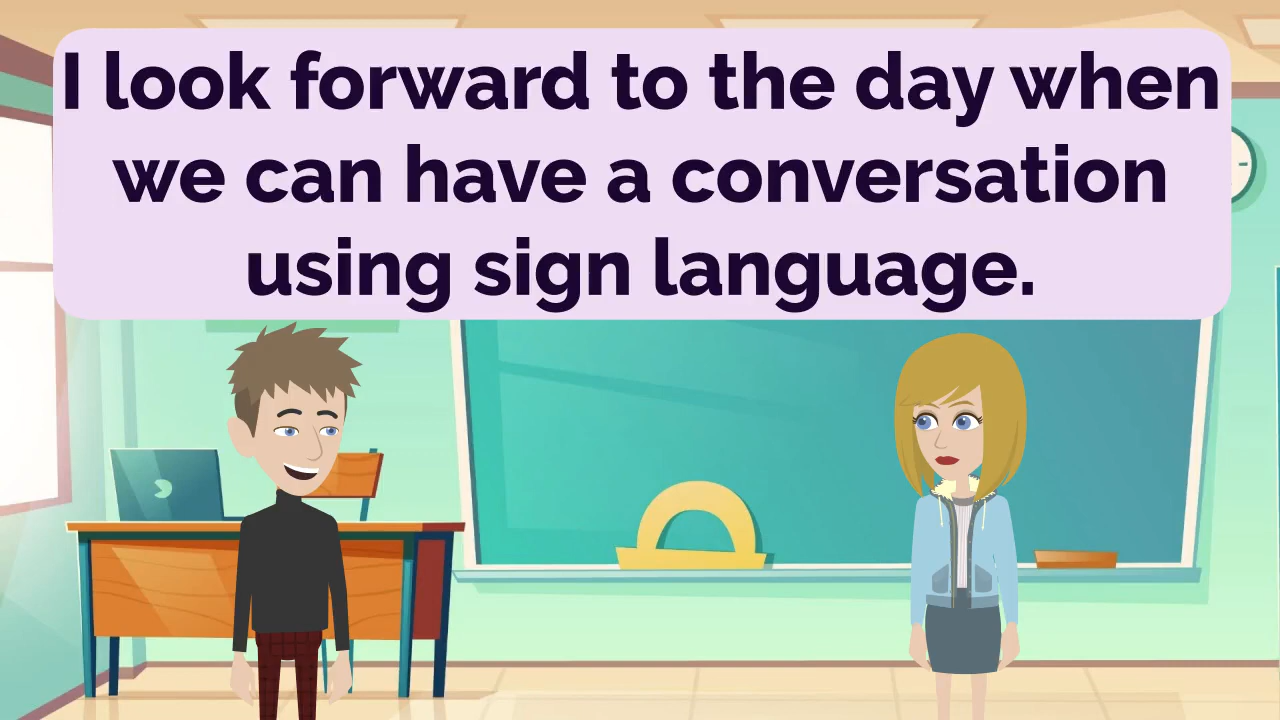 I look forward to the day when
we can have a conversation
using sign language.